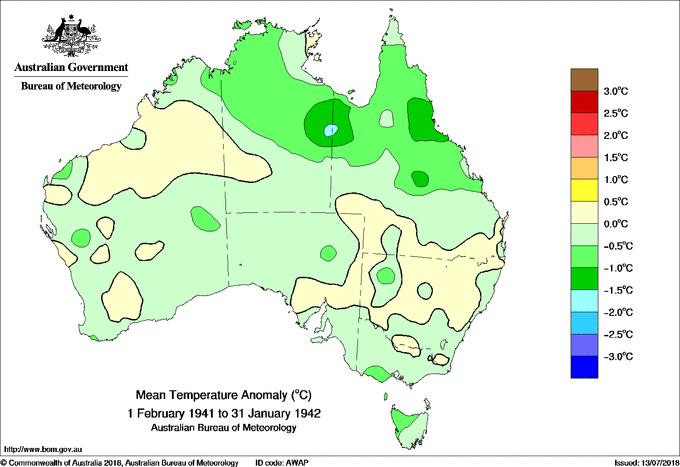 Australian Government
Bureau of Meteorology
3.0°C
2.5°C
2.0°C
1.5°C
1.0°C
0.5°C
0.0°C
-0.5°C
-1.0°C
-1.5°C
-2.0°C
-2.5°C
-3.0°C
Mean Temperature Anomaly (°C)
1 February 1941 to 31 January 1942
Australian Bureau of Meteorology
http://www.bom.gov.au
© Commonwealth of Australia 2018, Australian Bureau of Meteorology ID code: AWAP Issued: 13/07/2018